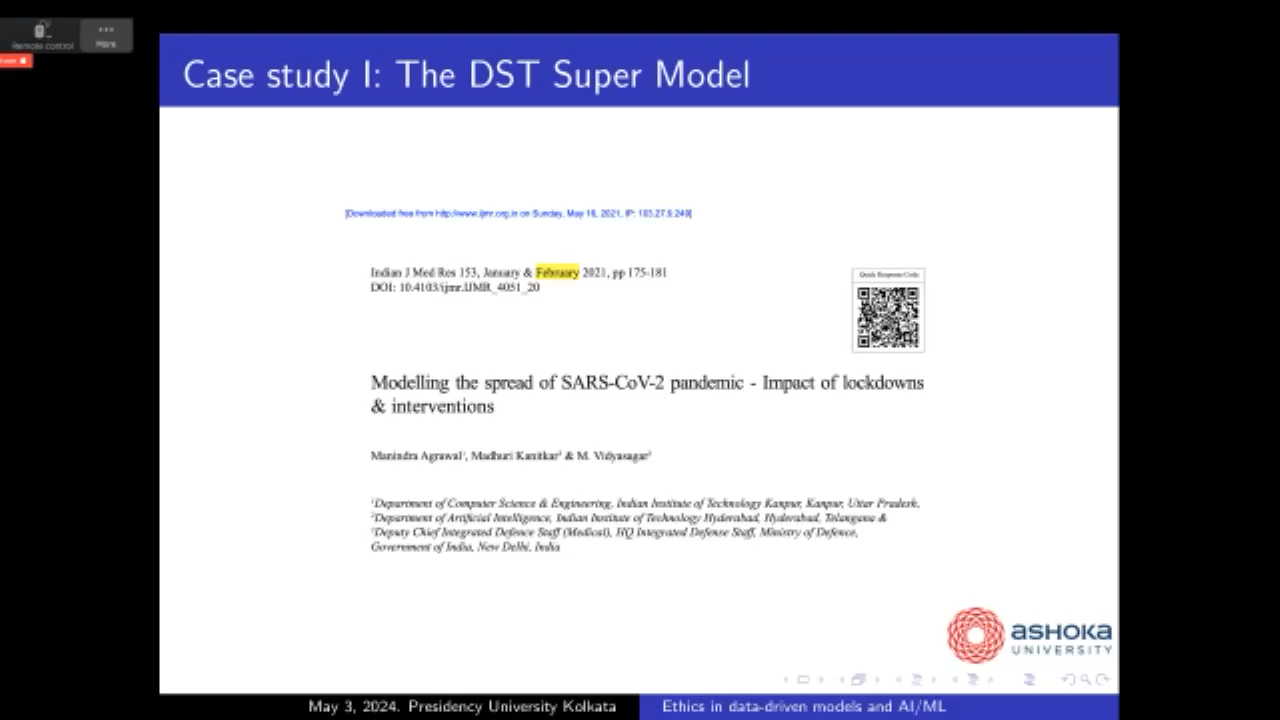 Remote control
More
Case study I: The DST Super Model
[Downloaded free from http://www.ijmr.org.in on Sunday, May 16, 2021, IP: 103.27.9.249]
Indian J Med Res 153, January & February 2021, pp 175-181
DOI: 10.4103/ijmr.IJMR_4051_20
Quick Response Code
Modelling the spread of SARS-CoV-2 pandemic - Impact of lockdowns
& interventions
Manindra Agrawal¹, Madhuri Kanitkar³ & M. Vidyasagar²
¹Department of Computer Science & Engineering, Indian Institute of Technology Kanpur, Kanpur, Uttar Pradesh,
²Department of Artificial Intelligence, Indian Institute of Technology Hyderabad, Hyderabad, Telangana &
³Deputy Chief Integrated Defence Staff (Medical), HQ Integrated Defense Staff, Ministry of Defence,
Government of India, New Delhi, India
ASHOKA
UNIVERSITY
May 3, 2024. Presidency University Kolkata
Ethics in data-driven models and AI/ML